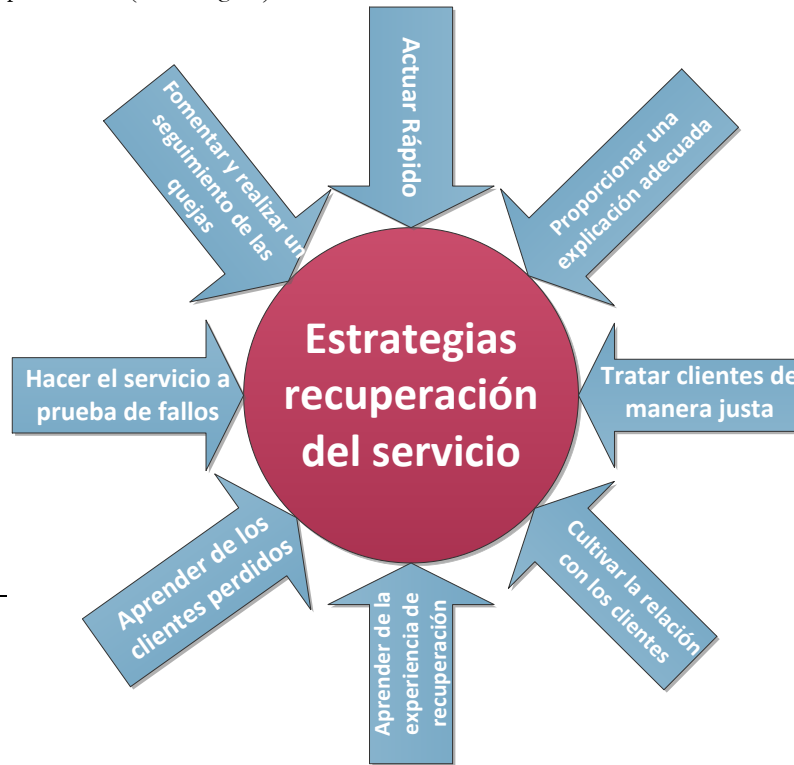 Actuar Rápido
Proporcionar una
explicación adecuada
Tratar clientes de
manera justa
Cultivar la relación
con los clientes
Aprender de la
experiencia de
recuperación
Aprender de los
clientes perdidos
Hacer el servicio a
prueba de fallos
Fomentar y realizar un
seguimiento de las
quejas
Estrategias
recuperación
del servicio